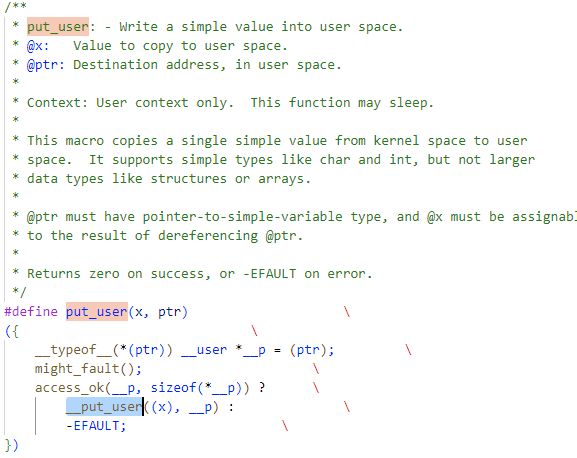 /**
 * put_user: - Write a simple value into user space.
 * @x:   Value to copy to user space.
 * @ptr: Destination address, in user space.
 *
 * Context: User context only.  This function may sleep.
 *
 * This macro copies a single simple value from kernel space to user
 * space.  It supports simple types like char and int, but not larger
 * data types like structures or arrays.
 *
 * @ptr must have pointer-to-simple-variable type, and @x must be assignabl
 * to the result of dereferencing @ptr.
 *
 * Returns zero on success, or -EFAULT on error.
 */
#define put_user(x, ptr)                    \
({                              \
    __typeof__(*(ptr)) __user *__p = (ptr);         \
    might_fault();                      \
    access_ok(__p, sizeof(*__p)) ?      \
        __put_user((x), __p) :              \
        -EFAULT;                    \
})